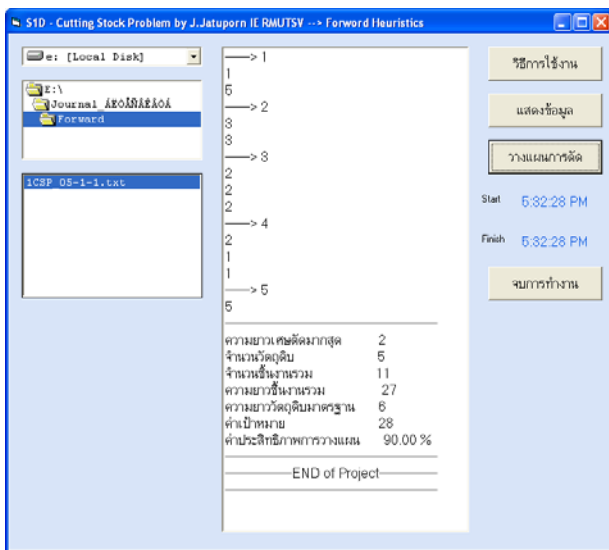 S1D - Cutting Stock Problem by J.Jatuporn IE RMUTSV --> Forword Heuristics
e: [Local Disk]
E:\
Journal_ÁËÒÅÑÁËÁÒÁ
Forward
1CSP 05-1-1.txt
----> 1
1
5
----> 2
3
3
----> 3
2
2
2
----> 4
2
1
1
----> 5
5
ความยาวเศษตัดมากสุด 2
จำนวนวัตถุดิบ 5
จำนวนชิ้นงานรวม 11
ความยาวชิ้นงานรวม 27
ความยาววัตถุดิบมาตรฐาน 6
ค่าเป้าหมาย 28
ค่าประสิทธิภาพการวางแผน 90.00 %
END of Project
วิธีการใช้งาน
แสดงข้อมูล
วางแผนการตัด
Start 5:32:28 PM
Finish 5:32:28 PM
จบการทำงาน